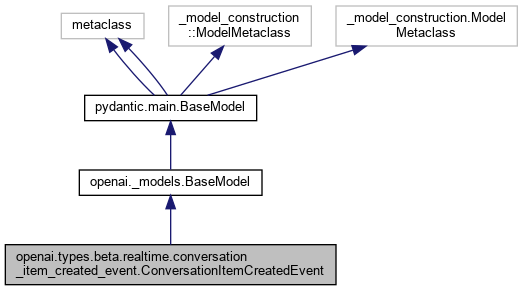 metaclass
_model_construction
::ModelMetaclass
_model_construction.Model
Metaclass
pydantic.main.BaseModel
openai._models.BaseModel
openai.types.beta.realtime.conversation
_item_created_event.ConversationItemCreatedEvent